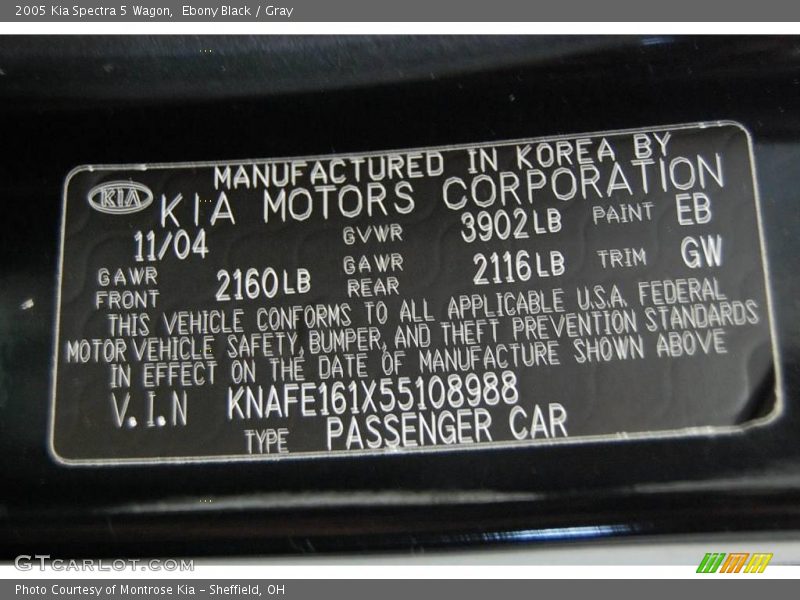 2005 Kia Spectra 5 Wagon,  Ebony Black / Gray
MANUFACTURED IN KOREA BY
KIA KIA MOTORS CORPORATION
11/04 GVWR 3902LB PAINT EB
GAWR FRONT 2160LB GAWR REAR 2116LB TRIM GW
THIS VEHICLE CONFORMS TO ALL APPLICABLE U.S.A. FEDERAL
MOTOR VEHICLE SAFETY, BUMPER, AND THEFT PREVENTION STANDARDS
IN EFFECT ON THE DATE OF MANUFACTURE SHOWN ABOVE
V.I.N KNAFE161X55108988
TYPE PASSENGER CAR
GTCARLOT.COM
Photo Courtesy of Montrose Kia – Sheffield, OH